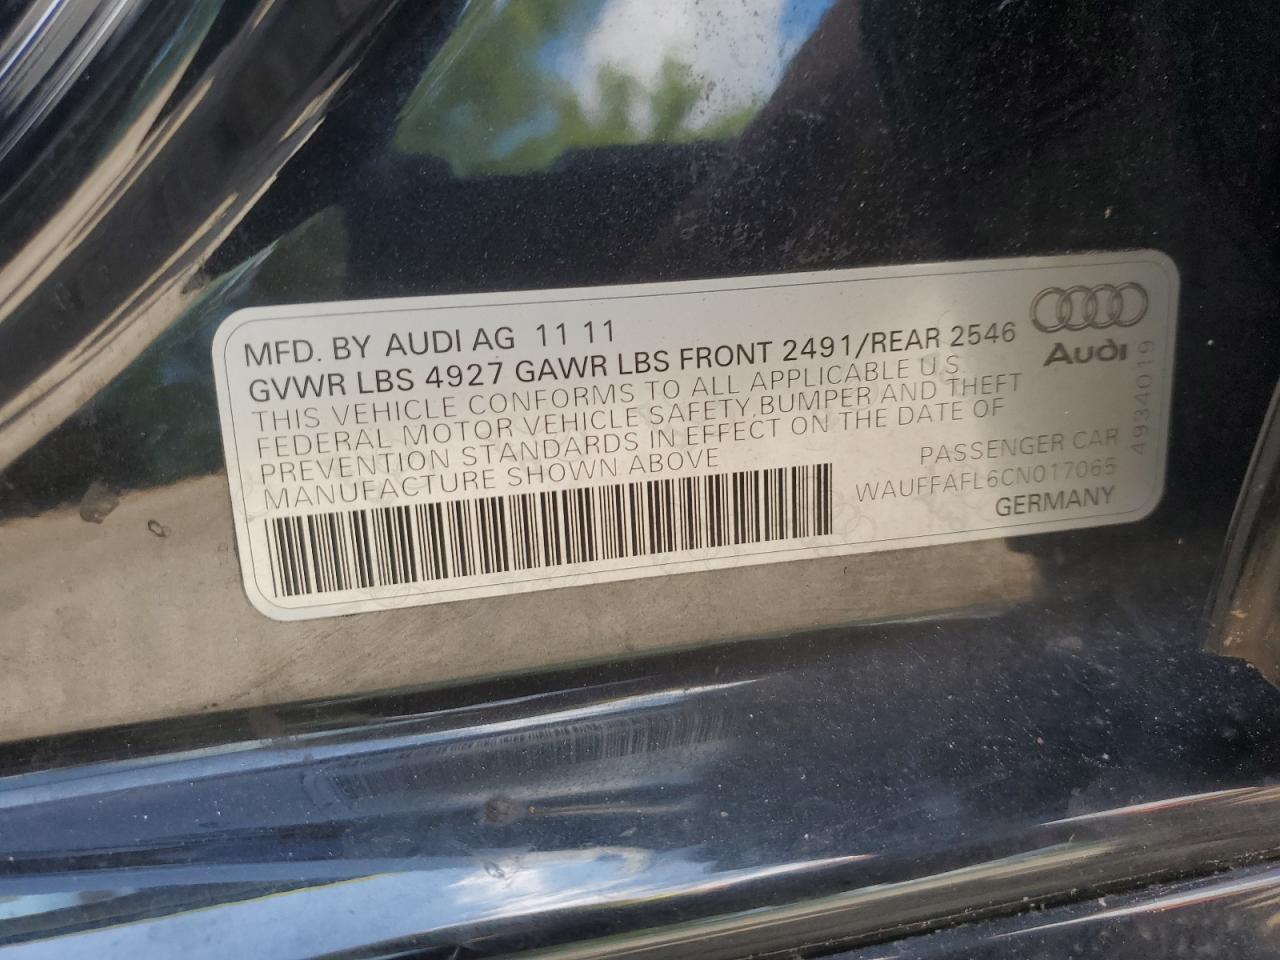 MFD. BY AUDI AG 11 11
GVWR LBS 4927 GAWR LBS FRONT 2491/REAR 2546
THIS VEHICLE CONFORMS TO ALL APPLICABLE U.S.
FEDERAL MOTOR VEHICLE SAFETY,BUMPER AND THEFT
PREVENTION STANDARDS IN EFFECT ON THE DATE OF
MANUFACTURE SHOWN ABOVE
Audi
PASSENGER CAR
WAUFFAFL6CN017065
GERMANY
4934019